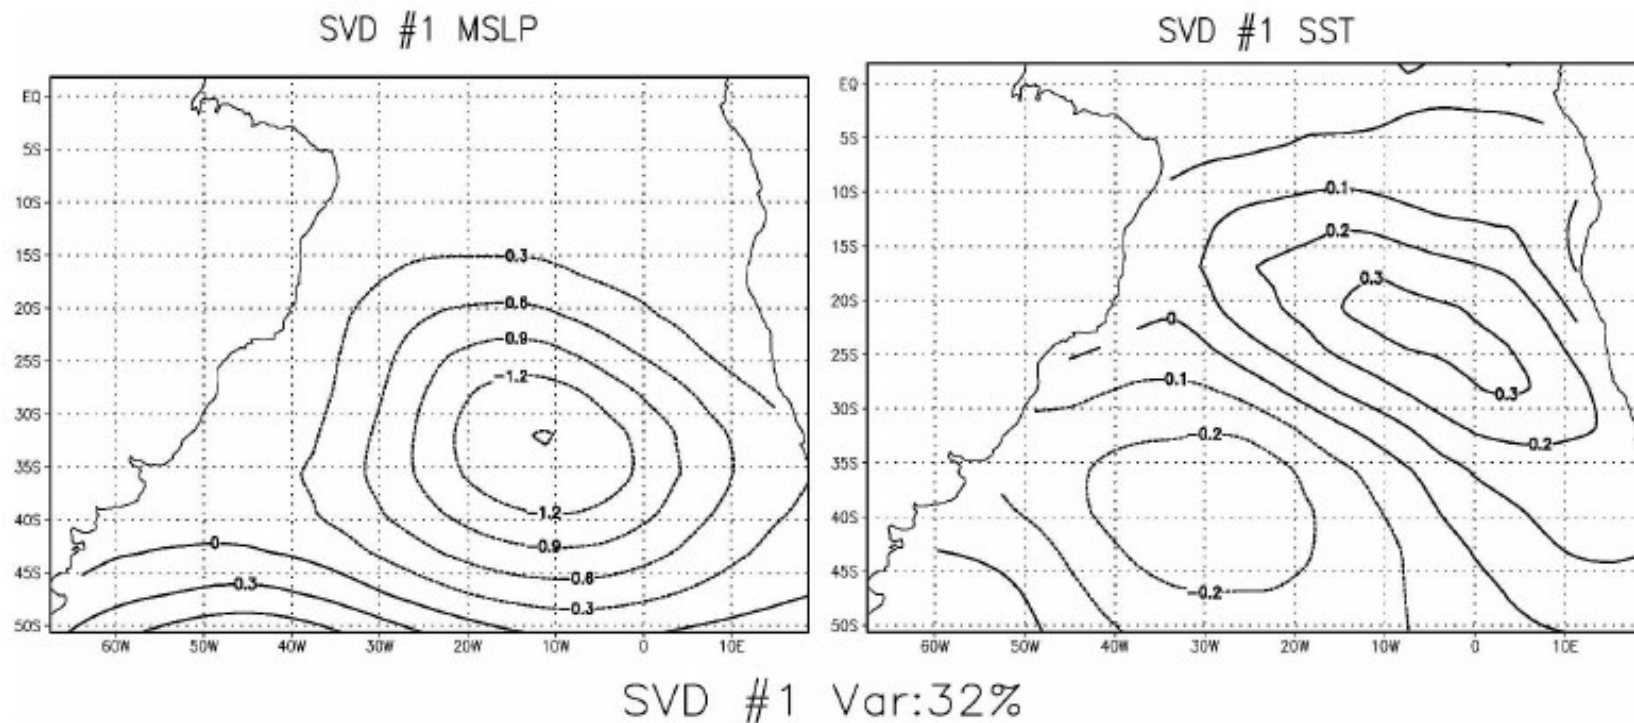 SVD #1 MSLP
SVD #1 SST
EQ
5S
10S
15S
20S
25S
30S
35S
40S
45S
50S
60W
50W
40W
30W
20W
10W
0
10E
-0.3
-0.6
-0.9
-1.2
-1.2
-0.9
-0.6
-0.3
0
0.3
EQ
5S
10S
15S
20S
25S
30S
35S
40S
45S
50S
60W
50W
40W
30W
20W
10W
0
10E
0.1
0.2
0.3
0.3
0.2
0
-0.1
-0.2
-0.2
SVD #1 Var:32%